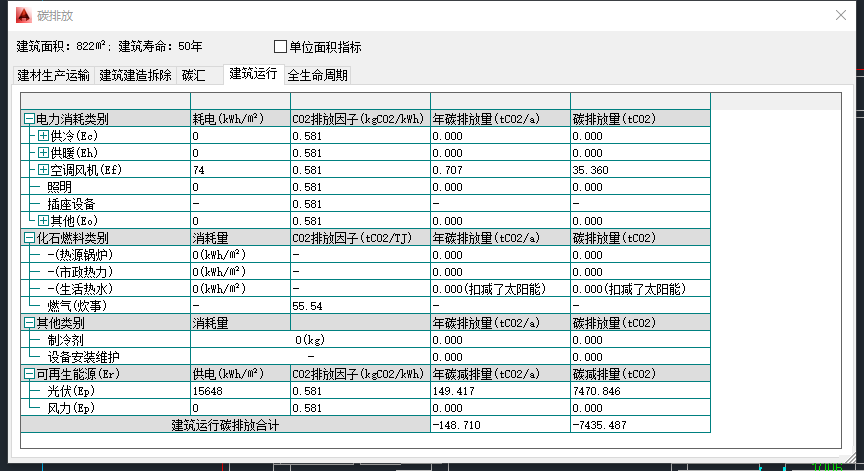 碳排放
建筑面积: 822㎡; 建筑寿命: 50年 单位面积指标
建材生产运输 建筑建造拆除 碳汇 建筑运行 全生命周期
电力消耗类别 耗电(kWh/㎡) CO2排放因子(kgCO2/kWh) 年碳排放量(tCO2/a) 碳排放量(tCO2)
供冷(Ec) 0 0.581 0.000 0.000
供暖(Eh) 0 0.581 0.000 0.000
空调风机(Ef) 74 0.581 0.707 35.360
照明 0 0.581 0.000 0.000
插座设备 - 0.581 - -
其他(Eo) 0 0.581 0.000 0.000
化石燃料类别 消耗量 CO2排放因子(tCO2/TJ) 年碳排放量(tCO2/a) 碳排放量(tCO2)
-(热源锅炉) 0(kWh/㎡) - 0.000 0.000
-(市政热力) 0(kWh/㎡) - 0.000 0.000
-(生活热水) 0(kWh/㎡) - 0.000(扣减了太阳能) 0.000(扣减了太阳能)
燃气(炊事) - 55.54 - -
其他类别 消耗量 年碳排放量(tCO2/a) 碳排放量(tCO2)
制冷剂 0(kg) 0.000 0.000
设备安装维护 - 0.000 0.000
可再生能源(Er) 供电(kWh/㎡) CO2排放因子(kgCO2/kWh) 年碳减排量(tCO2/a) 碳减排量(tCO2)
光伏(Ep) 15648 0.581 149.417 7470.846
风力(Ep) 0 0.581 0.000 0.000
建筑运行碳排放合计 -148.710 -7435.487